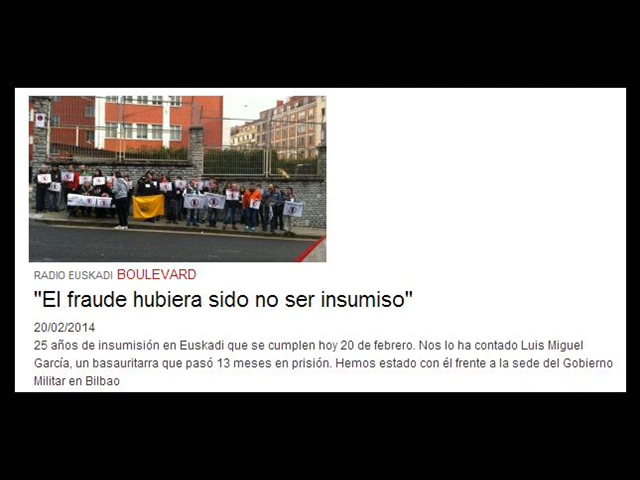 RADIO EUSKADI BOULEVARD
"El fraude hubiera sido no ser insumiso"
20/02/2014
25 años de insumisión en Euskadi que se cumplen hoy 20 de febrero. Nos lo ha contado Luis Miguel
García, un basauritarra que pasó 13 meses en prisión. Hemos estado con él frente a la sede del Gobierno
Militar en Bilbao